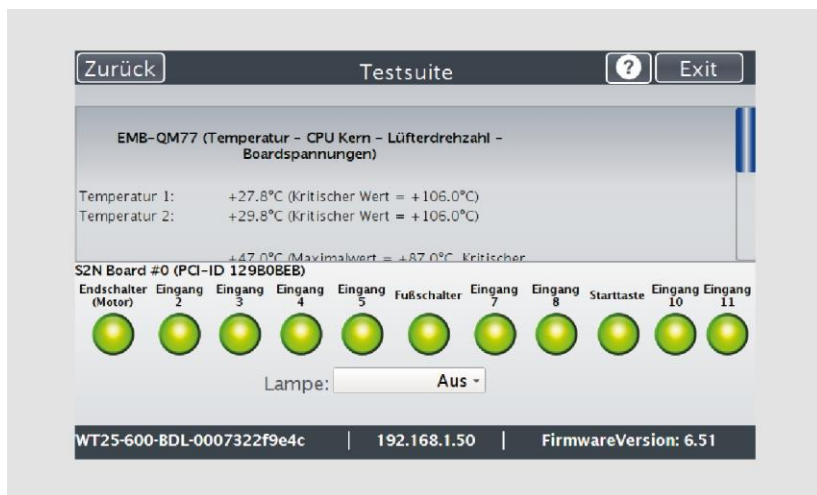 Zurück
Testsuite
?
Exit
EMB-QM77 (Temperatur - CPU Kern - Lüfterdrehzahl -
Boardspannungen)
Temperatur 1: +27.8°C (Kritischer Wert = +106.0°C)
Temperatur 2: +29.8°C (Kritischer Wert = +106.0°C)
+47.0°C (Maximalwert = +87.0°C, Kritischer
S2N Board #0 (PCI-ID 129B0BEB)
Endschalter Eingang Eingang Eingang Eingang Fußschalter Eingang Eingang Starttaste Eingang Eingang
(Motor) 2 3 4 5 7 8 10 11
Lampe: Aus
WT25-600-BDL-0007322f9e4c | 192.168.1.50 | FirmwareVersion: 6.51